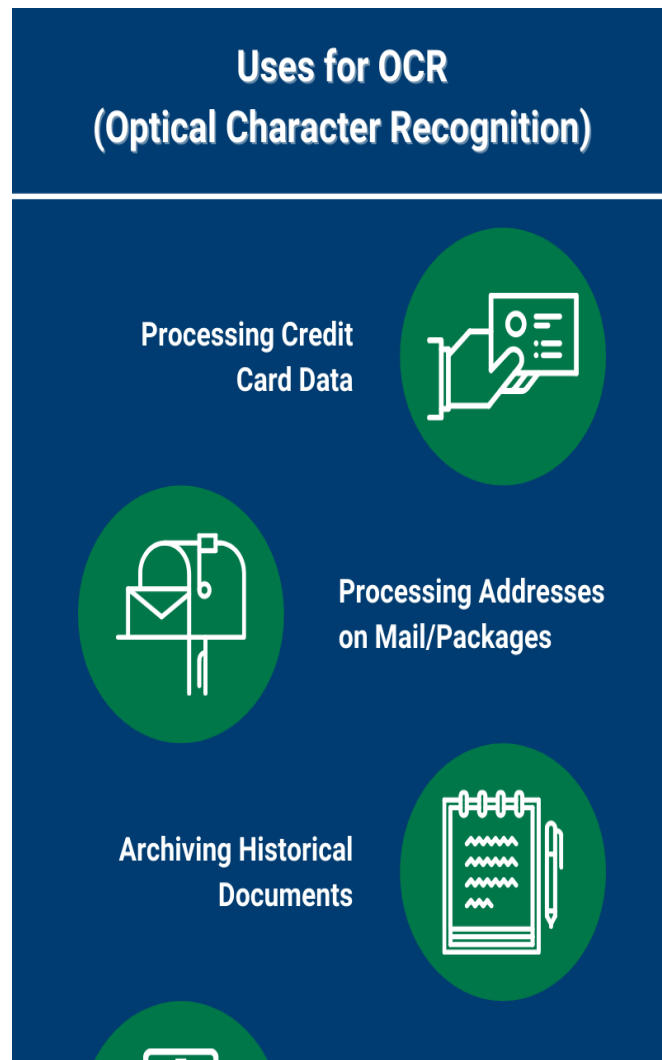 Uses for OCR
(Optical Character Recognition)
Processing Credit
Card Data
Processing Addresses
on Mail/Packages
Archiving Historical
Documents